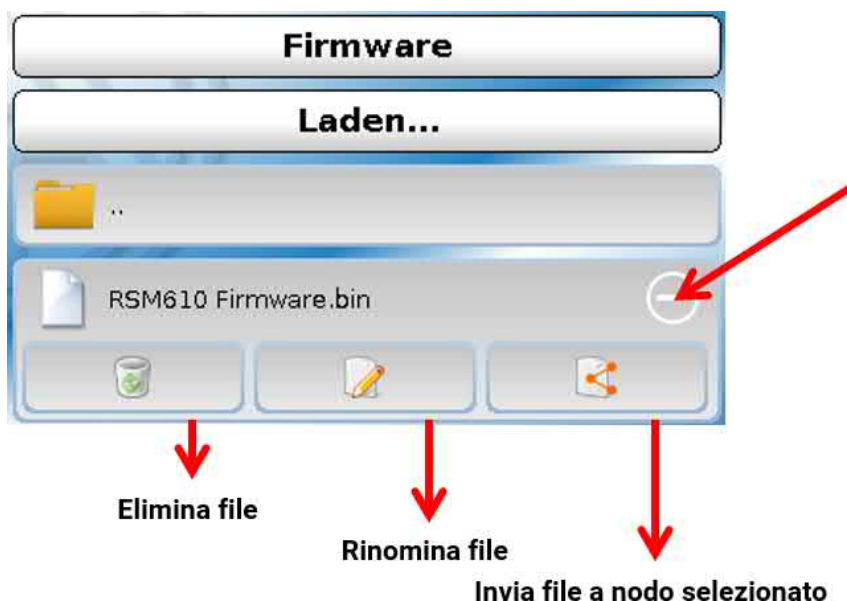 Firmware
Laden...
..
RSM610 Firmware.bin
Elimina file
Rinomina file
Invia file a nodo selezionato